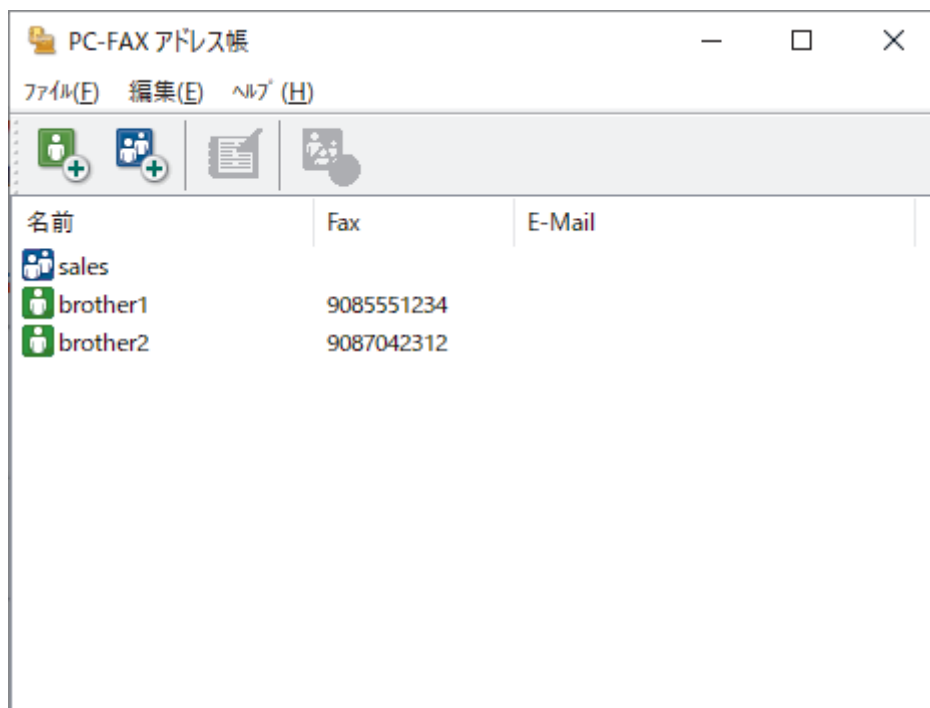 PC-FAX アドレス帳
ﾌｧｲﾙ(F) 編集(E) ﾍﾙﾌﾟ(H)
名前 Fax E-Mail
sales
brother1 9085551234
brother2 9087042312